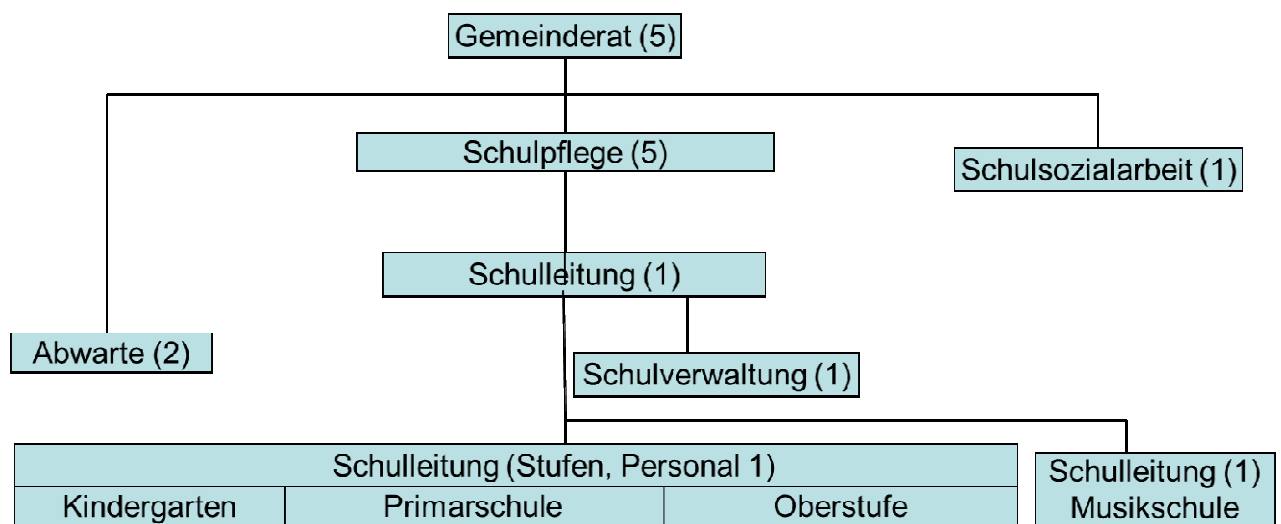 Gemeinderat (5)
Schulpflege (5)
Schulsozialarbeit (1)
Schulleitung (1)
Abwarte (2)
Schulverwaltung (1)
Schulleitung (Stufen, Personal 1)
Kindergarten
Primarschule
Oberstufe
Schulleitung (1)
Musikschule